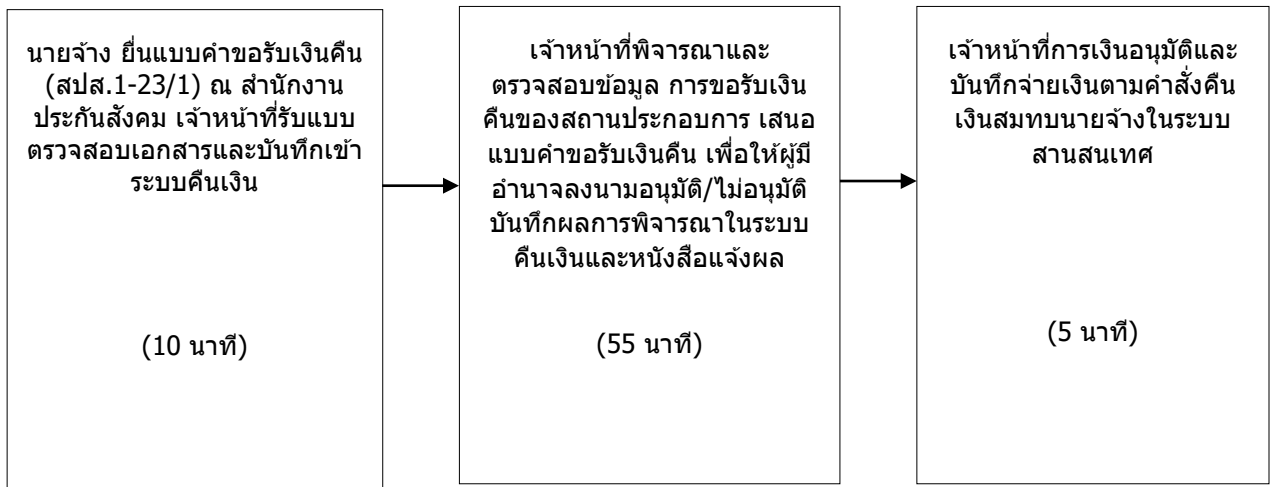 นายจ้าง ยื่นแบบคำขอรับเงินคืน
(สปส.1-23/1) ณ สำนักงาน
ประกันสังคม เจ้าหน้าที่รับแบบ
ตรวจสอบเอกสารและบันทึกเข้า
ระบบคืนเงิน
(10 นาที)
เจ้าหน้าที่พิจารณาและ
ตรวจสอบข้อมูล การขอรับเงิน
คืนของสถานประกอบการ เสนอ
แบบคำขอรับเงินคืน เพื่อให้ผู้มี
อำนาจลงนามอนุมัติ/ไม่อนุมัติ
บันทึกผลการพิจารณาในระบบ
คืนเงินและหนังสือแจ้งผล
(55 นาที)
เจ้าหน้าที่การเงินอนุมัติและ
บันทึกจ่ายเงินตามคำสั่งคืน
เงินสมทบนายจ้างในระบบ
สานสนเทศ
(5 นาที)